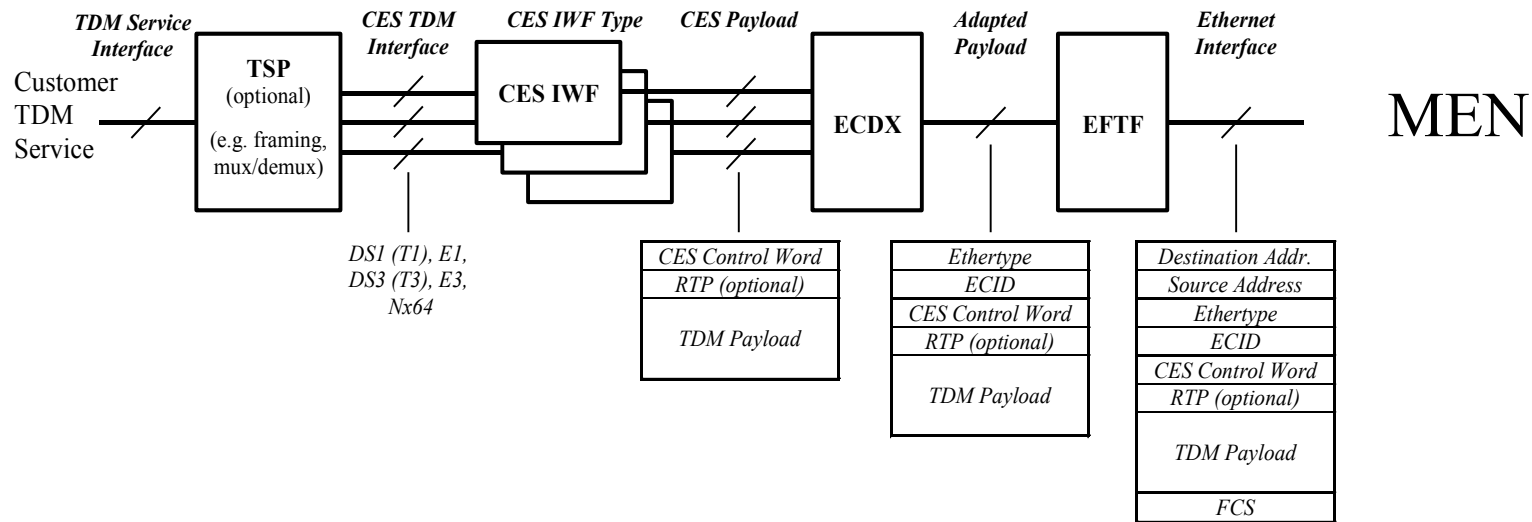 TDM Service
Interface
CES TDM
Interface
CES IWF Type
CES Payload
Adapted
Payload
Ethernet
Interface
Customer
TDM
Service
TSP
(optional)
(e.g. framing,
mux/demux)
CES IWF
ECDX
EFTF
MEN
DS1 (T1), E1,
DS3 (T3), E3,
Nx64
CES Control Word
RTP (optional)
TDM Payload
Ethertype
ECID
CES Control Word
RTP (optional)
TDM Payload
Destination Addr.
Source Address
Ethertype
ECID
CES Control Word
RTP (optional)
TDM Payload
FCS